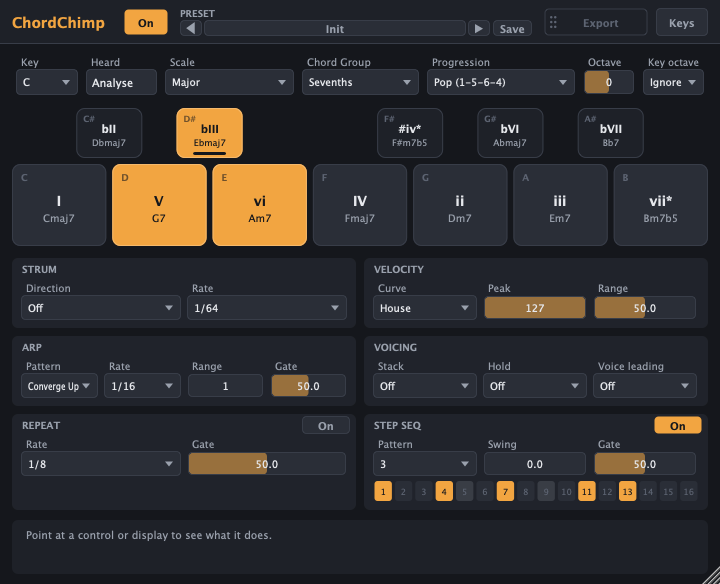 ChordChimp
On
PRESET
Init
Save
Export
Keys
Key
Heard
Scale
Chord Group
Progression
Octave
Key octave
C
Analyse
Major
Sevenths
Pop (1-5-6-4)
0
Ignore
C#
bII
Dbmaj7
D#
bIII
Ebmaj7
F#
#iv*
F#m7b5
G#
bVI
Abmaj7
A#
bVII
Bb7
C
I
Cmaj7
D
V
G7
E
vi
Am7
F
IV
Fmaj7
G
ii
Dm7
A
iii
Em7
B
vii*
Bm7b5
STRUM
Direction
Rate
Off
1/64
VELOCITY
Curve
Peak
Range
House
127
50.0
ARP
Pattern
Rate
Range
Gate
Converge Up
1/16
1
50.0
VOICING
Stack
Hold
Voice leading
Off
Off
Off
REPEAT
On
Rate
Gate
1/8
50.0
STEP SEQ
On
Pattern
Swing
Gate
3
0.0
50.0
1 2 3 4 5 6 7 8 9 10 11 12 13 14 15 16
Point at a control or display to see what it does.